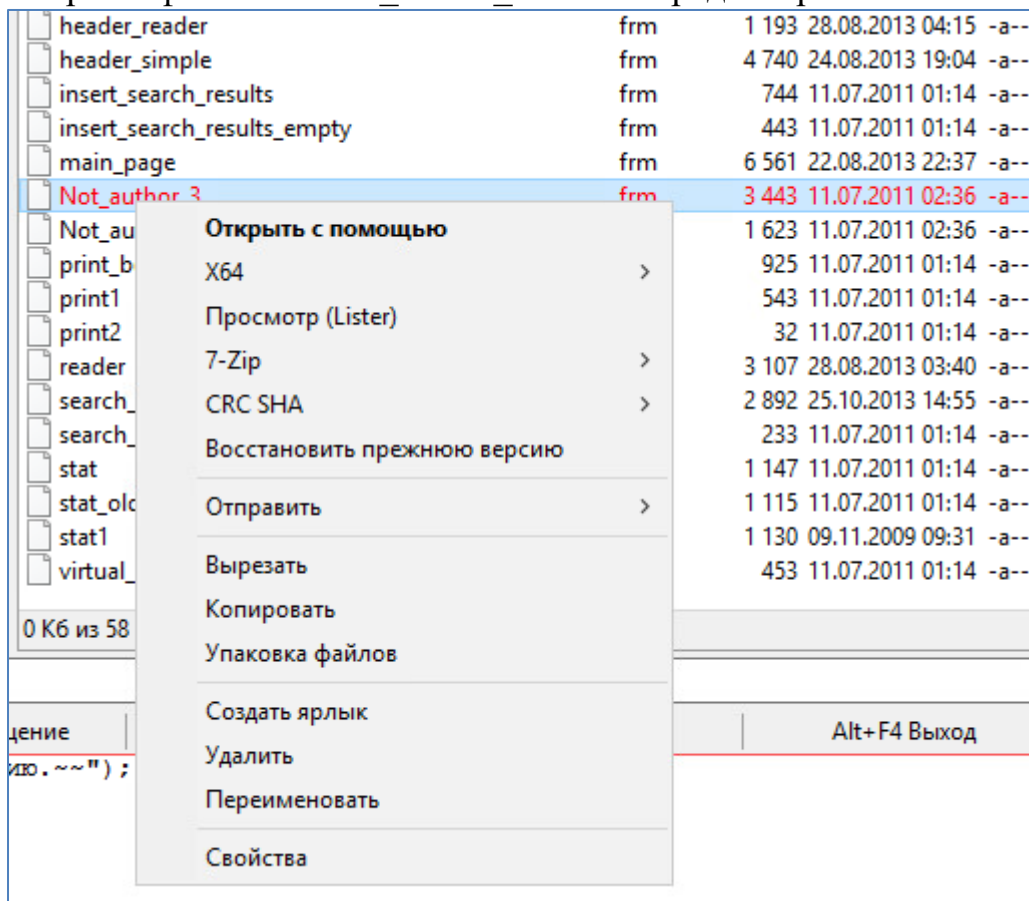 header_reader frm 1 193 28.08.2013 04:15 -a--
header_simple frm 4 740 24.08.2013 19:04 -a--
insert_search_results frm 744 11.07.2011 01:14 -a--
insert_search_results_empty frm 443 11.07.2011 01:14 -a--
main_page frm 6 561 22.08.2013 22:37 -a--
Not_author_3 frm 3 443 11.07.2011 02:36 -a--
Not_au 1 623 11.07.2011 02:36 -a--
print_b 925 11.07.2011 01:14 -a--
print1 543 11.07.2011 01:14 -a--
print2 32 11.07.2011 01:14 -a--
reader 3 107 28.08.2013 03:40 -a--
search_ 2 892 25.10.2013 14:55 -a--
search_ 233 11.07.2011 01:14 -a--
stat 1 147 11.07.2011 01:14 -a--
stat_old 1 115 11.07.2011 01:14 -a--
stat1 1 130 09.11.2009 09:31 -a--
virtual_ 453 11.07.2011 01:14 -a--
Открыть с помощью
X64 >
Просмотр (Lister)
7-Zip >
CRC SHA >
Восстановить прежнюю версию
Отправить >
Вырезать
Копировать
Упаковка файлов
Создать ярлык
Удалить
Переименовать
Свойства
0 Кб из 58
щение Alt+F4 Выход
ию.~~");